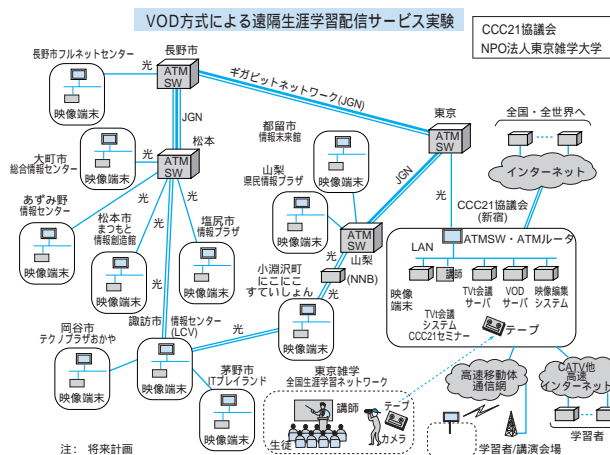 VOD方式による遠隔生涯学習配信サービス実験
CCC21協議会
NPO法人東京雑学大学
長野市フルネットセンター
光
長野市
ATM
SW
映像端末
ギガビットネットワーク(JGN)
JGN
東京
ATM
SW
全国・全世界へ
インターネット
松本
ATM
SW
大町市
総合情報センター
光
映像端末
都留市
情報未来館
映像端末
山梨
県民情報プラザ
映像端末
光
光
JGN
光
CCC21協議会
(新宿)
あずみ野
情報センター
映像端末
光
松本市
まつもと
情報創造館
映像端末
光
光
塩尻市
情報プラザ
映像端末
光
ATM
SW
山梨
光
(NNB)
光
小淵沢町
にこにこ
すていしょん
映像端末
ATMSW・ATMルータ
LAN
映像
端末
講師
TV会議
サーバ
VOD
サーバ
映像編集
システム
TV会議
システム
CCC21セミナー
テープ
岡谷市
テクノプラザおかや
映像端末
諏訪市
情報センター
(LCV)
映像端末
光
茅野市
ITプレイランド
映像端末
東京雑学
全国生涯学習ネットワーク
講師
生徒
テープ
カメラ
高速移動体
通信網
CATV他
高速
インターネット
学習者
学習者/講演会場
注: 将来計画